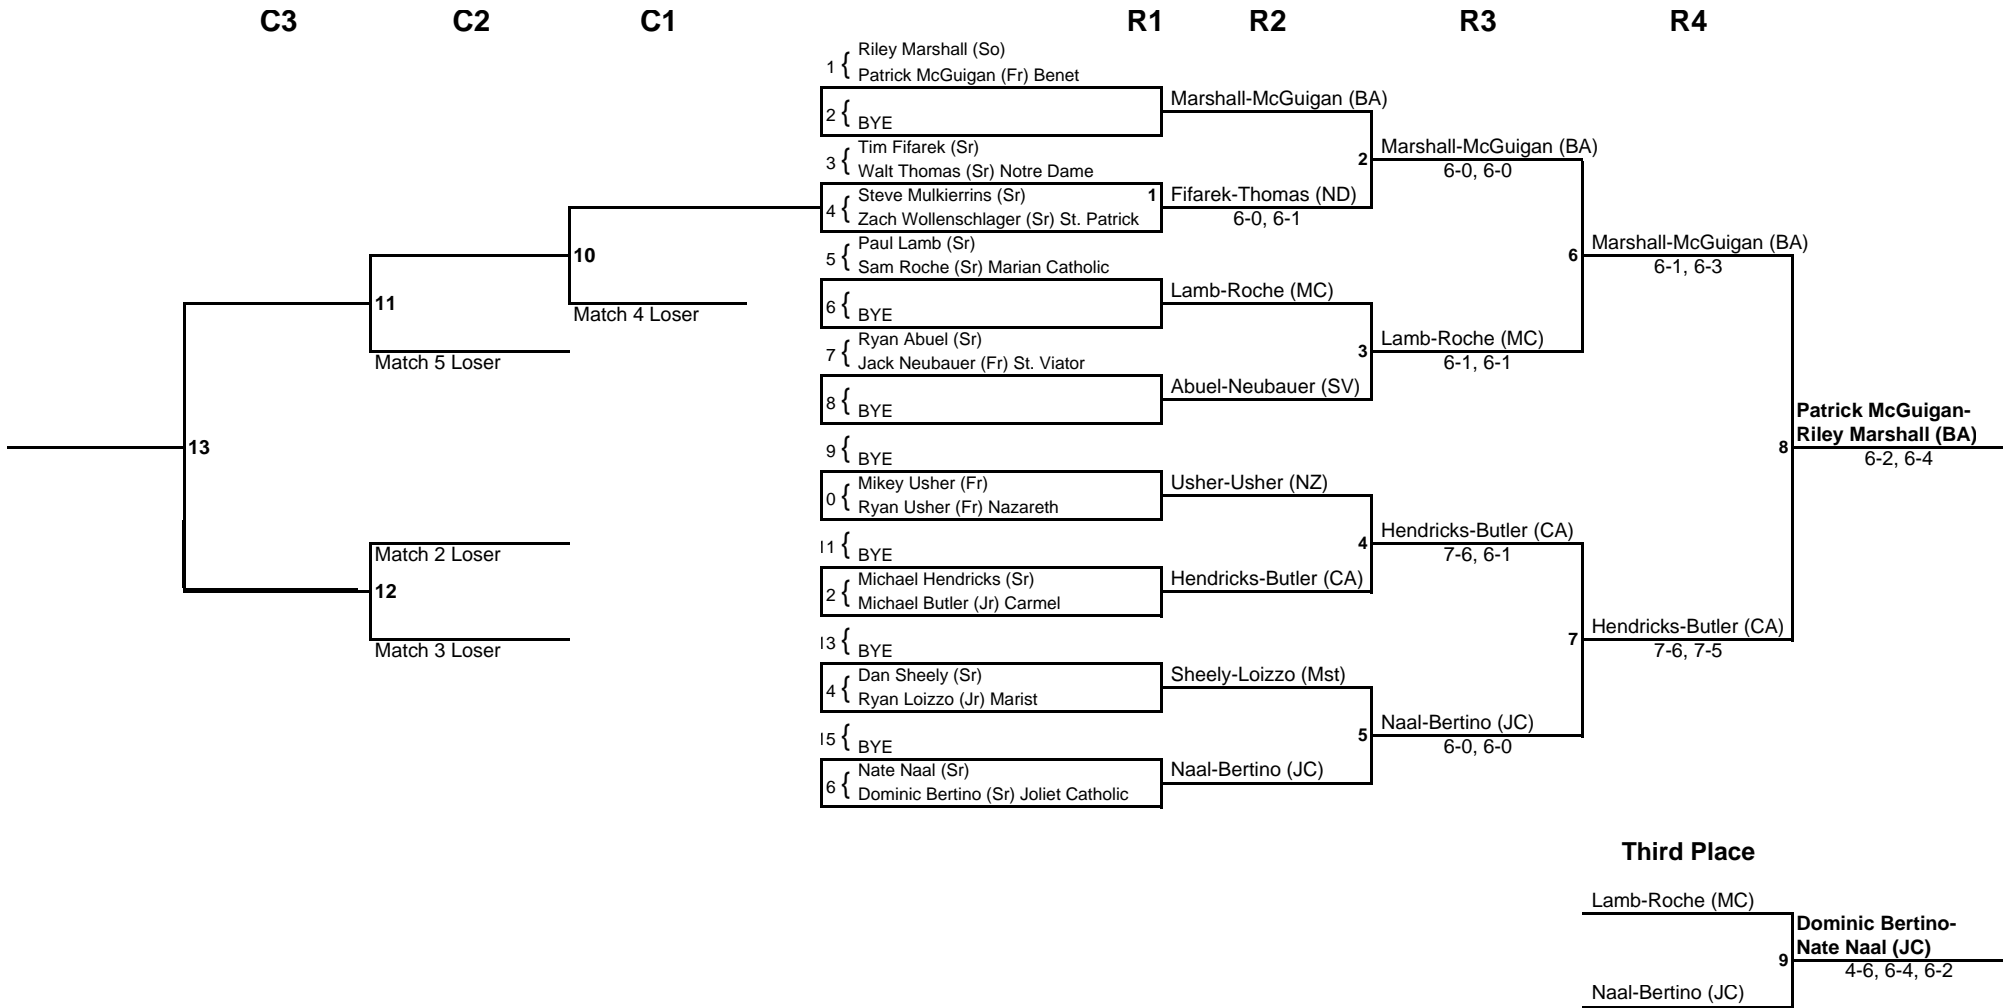 C3 C2 C1 R1 R2 R3 R4
1 { Riley Marshall (So)
Patrick McGuigan (Fr) Benet
2 { BYE
3 { Tim Fifarek (Sr)
Walt Thomas (Sr) Notre Dame
4 { Steve Mulkierrins (Sr)
Zach Wollenschlager (Sr) St. Patrick
5 { Paul Lamb (Sr)
Sam Roche (Sr) Marian Catholic
6 { BYE
7 { Ryan Abuel (Sr)
Jack Neubauer (Fr) St. Viator
8 { BYE
9 { BYE
0 { Mikey Usher (Fr)
Ryan Usher (Fr) Nazareth
11 { BYE
2 { Michael Hendricks (Sr)
Michael Butler (Jr) Carmel
13 { BYE
4 { Dan Sheely (Sr)
Ryan Loizzo (Jr) Marist
15 { BYE
6 { Nate Naal (Sr)
Dominic Bertino (Sr) Joliet Catholic
Marshall-McGuigan (BA)
1 Fifarek-Thomas (ND)
6-0, 6-1
Lamb-Roche (MC)
Abuel-Neubauer (SV)
Usher-Usher (NZ)
Hendricks-Butler (CA)
Sheely-Loizzo (Mst)
Naal-Bertino (JC)
2 Marshall-McGuigan (BA)
6-0, 6-0
3 Lamb-Roche (MC)
6-1, 6-1
4 Hendricks-Butler (CA)
7-6, 6-1
5 Naal-Bertino (JC)
6-0, 6-0
6 Marshall-McGuigan (BA)
6-1, 6-3
7 Hendricks-Butler (CA)
7-6, 7-5
8 Patrick McGuigan-
Riley Marshall (BA)
6-2, 6-4
10
Match 4 Loser
11
Match 5 Loser
13
Match 2 Loser
12
Match 3 Loser
Third Place
Lamb-Roche (MC)
Naal-Bertino (JC)
9 Dominic Bertino-
Nate Naal (JC)
4-6, 6-4, 6-2